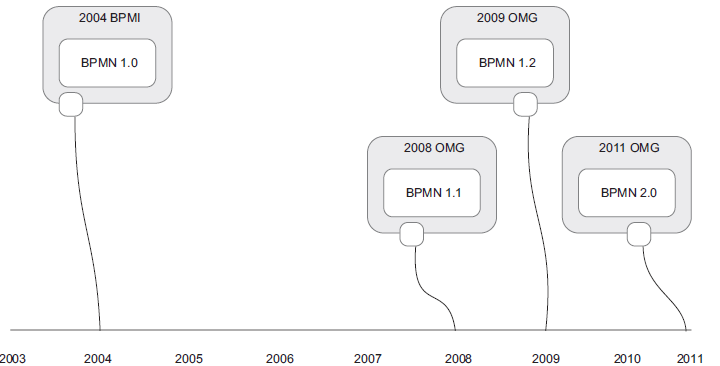 2004 BPMI
BPMN 1.0
2009 OMG
BPMN 1.2
2008 OMG
BPMN 1.1
2011 OMG
BPMN 2.0
2003 2004 2005 2006 2007 2008 2009 2010 2011